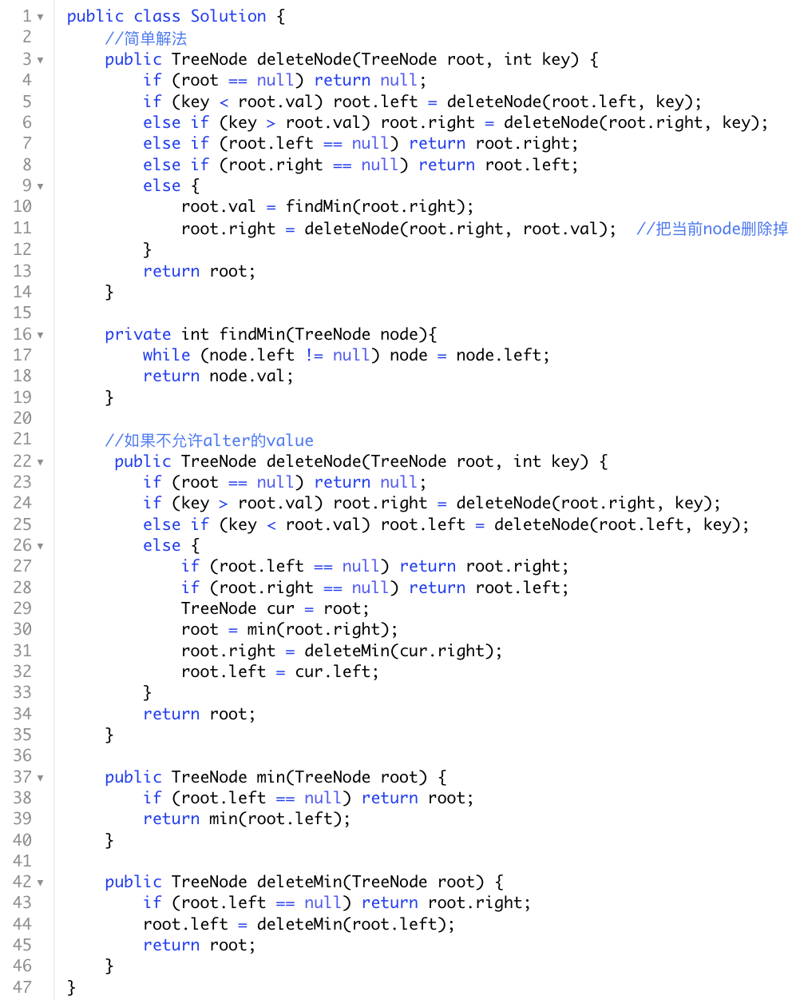 1 public class Solution {
2     //简单解法
3     public TreeNode deleteNode(TreeNode root, int key) {
4         if (root == null) return null;
5         if (key < root.val) root.left = deleteNode(root.left, key);
6         else if (key > root.val) root.right = deleteNode(root.right, key);
7         else if (root.left == null) return root.right;
8         else if (root.right == null) return root.left;
9         else {
10             root.val = findMin(root.right);
11             root.right = deleteNode(root.right, root.val);  //把当前node删除掉
12         }
13         return root;
14     }
15
16     private int findMin(TreeNode node){
17         while (node.left != null) node = node.left;
18         return node.val;
19     }
20
21     //如果不允许alter的value
22      public TreeNode deleteNode(TreeNode root, int key) {
23         if (root == null) return null;
24         if (key > root.val) root.right = deleteNode(root.right, key);
25         else if (key < root.val) root.left = deleteNode(root.left, key);
26         else {
27             if (root.left == null) return root.right;
28             if (root.right == null) return root.left;
29             TreeNode cur = root;
30             root = min(root.right);
31             root.right = deleteMin(cur.right);
32             root.left = cur.left;
33         }
34         return root;
35     }
36
37     public TreeNode min(TreeNode root) {
38         if (root.left == null) return root;
39         return min(root.left);
40     }
41
42     public TreeNode deleteMin(TreeNode root) {
43         if (root.left == null) return root.right;
44         root.left = deleteMin(root.left);
45         return root;
46     }
47 }